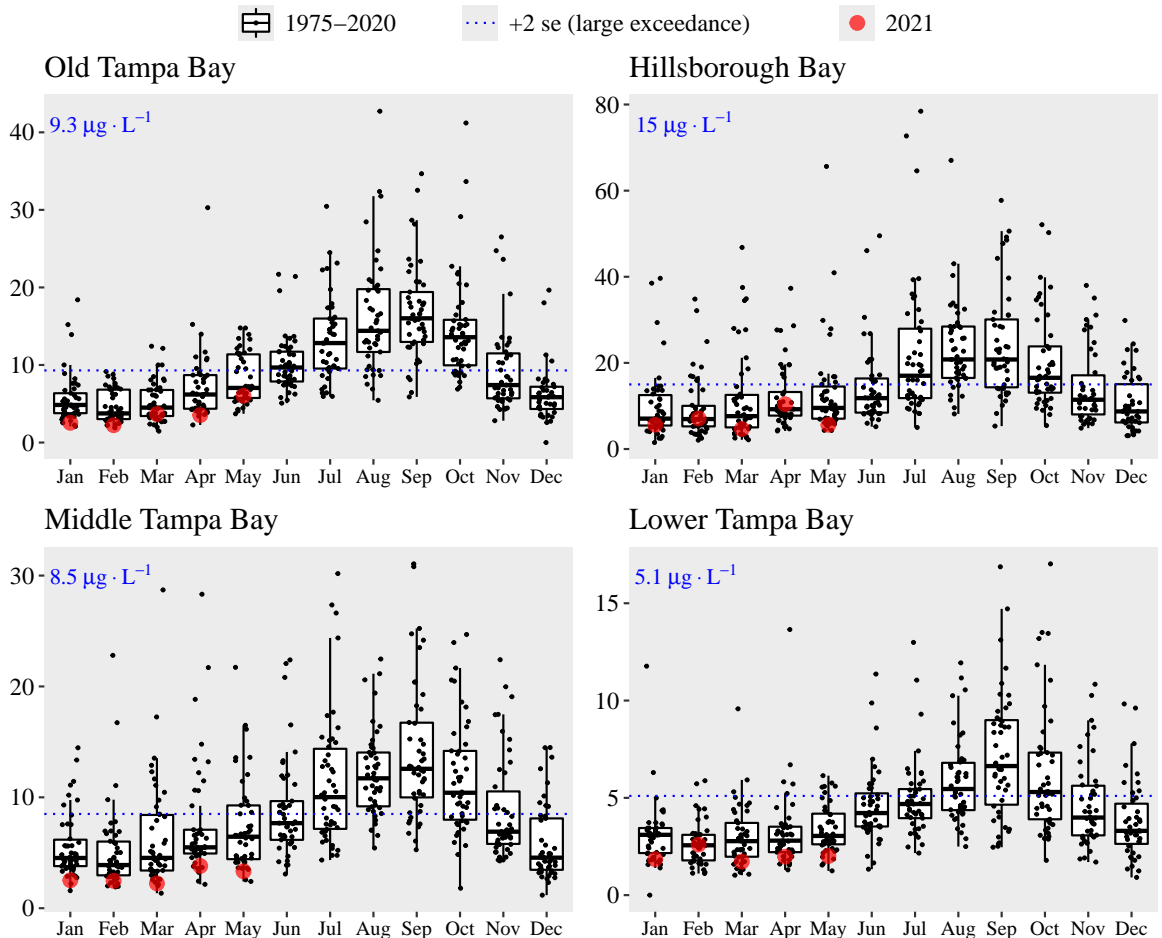 1975–2020 +2 se (large exceedance) 2021
Old Tampa Bay
9.3 μg · L⁻¹
40
30
20
10
0
Jan Feb Mar Apr May Jun Jul Aug Sep Oct Nov Dec
Hillsborough Bay
15 μg · L⁻¹
80
60
40
20
0
Jan Feb Mar Apr May Jun Jul Aug Sep Oct Nov Dec
Middle Tampa Bay
8.5 μg · L⁻¹
30
20
10
0
Jan Feb Mar Apr May Jun Jul Aug Sep Oct Nov Dec
Lower Tampa Bay
5.1 μg · L⁻¹
15
10
5
0
Jan Feb Mar Apr May Jun Jul Aug Sep Oct Nov Dec